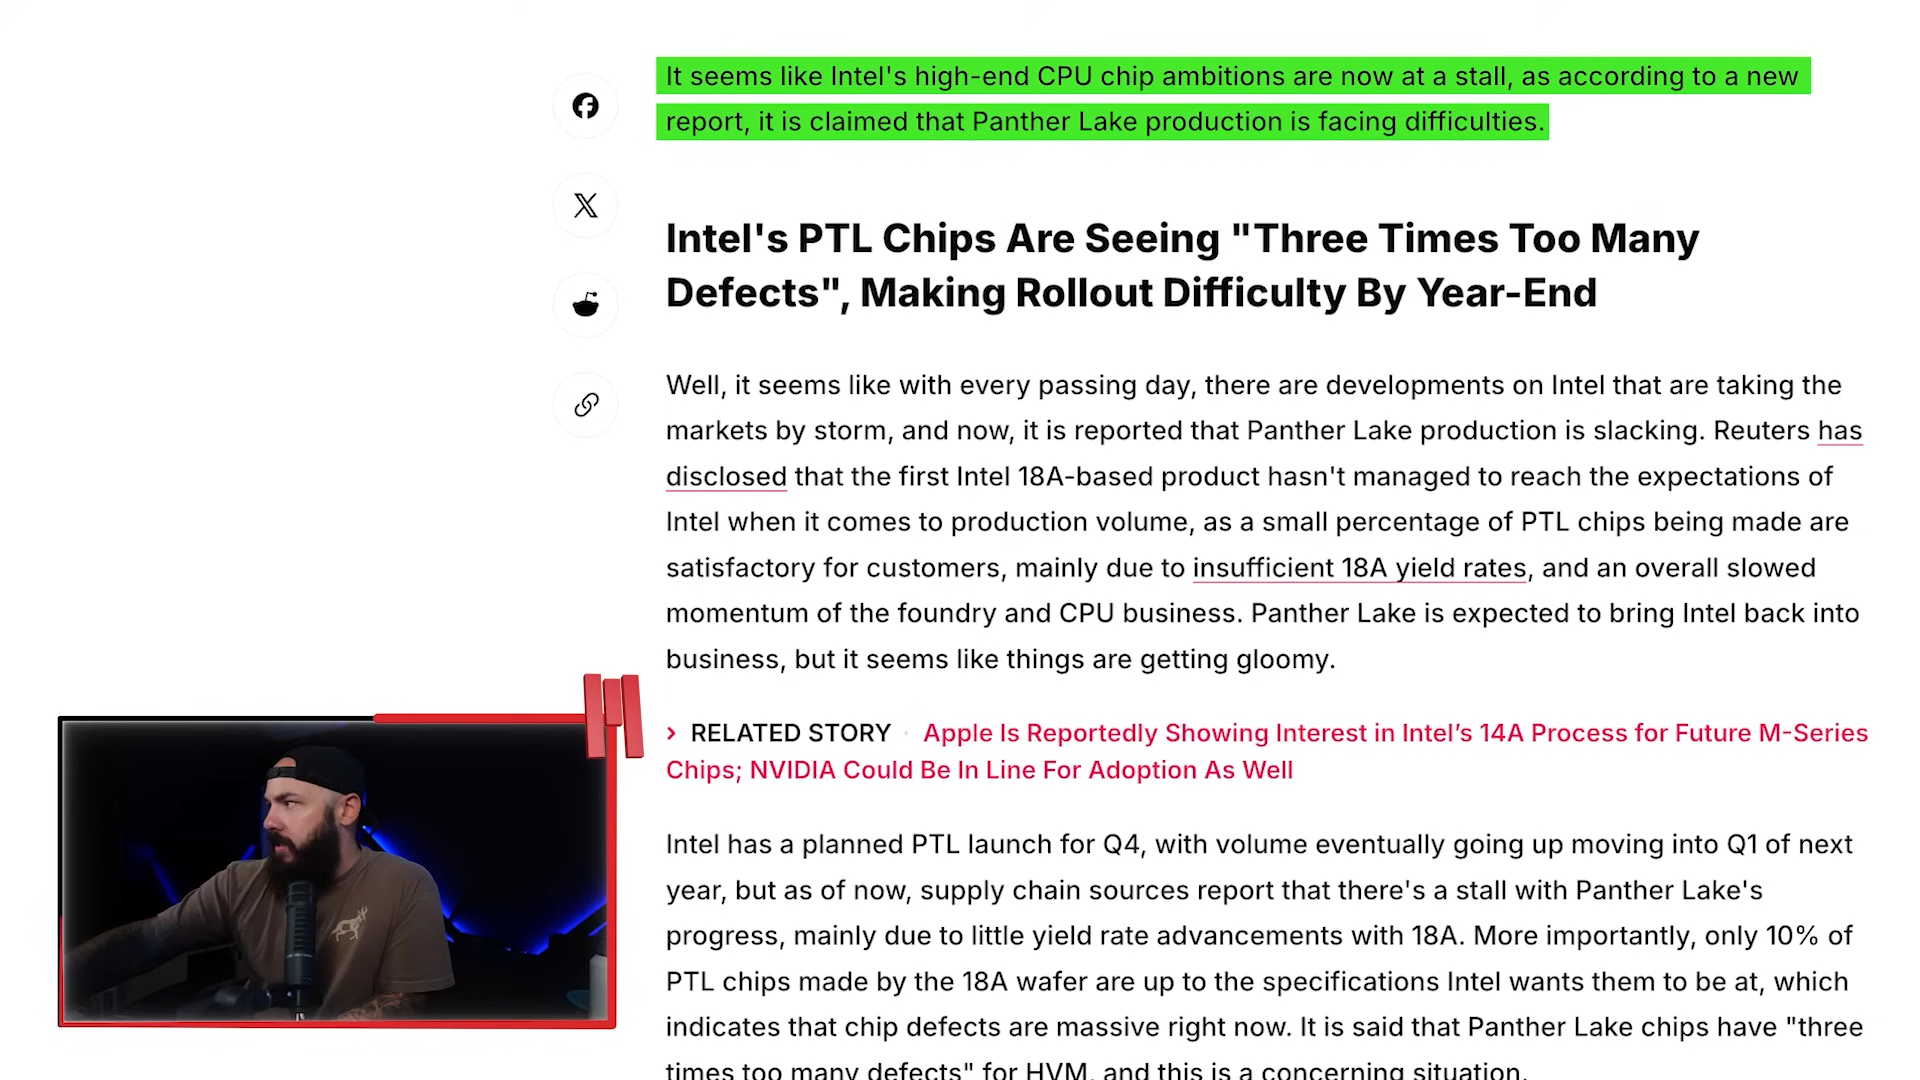 It seems like Intel's high-end CPU chip ambitions are now at a stall, as according to a new
report, it is claimed that Panther Lake production is facing difficulties.
Intel's PTL Chips Are Seeing "Three Times Too Many
Defects", Making Rollout Difficulty By Year-End
Well, it seems like with every passing day, there are developments on Intel that are taking the
markets by storm, and now, it is reported that Panther Lake production is slacking. Reuters has
disclosed that the first Intel 18A-based product hasn't managed to reach the expectations of
Intel when it comes to production volume, as a small percentage of PTL chips being made are
satisfactory for customers, mainly due to insufficient 18A yield rates, and an overall slowed
momentum of the foundry and CPU business. Panther Lake is expected to bring Intel back into
business, but it seems like things are getting gloomy.
› RELATED STORY · Apple Is Reportedly Showing Interest in Intel’s 14A Process for Future M-Series
Chips; NVIDIA Could Be In Line For Adoption As Well
Intel has a planned PTL launch for Q4, with volume eventually going up moving into Q1 of next
year, but as of now, supply chain sources report that there's a stall with Panther Lake's
progress, mainly due to little yield rate advancements with 18A. More importantly, only 10% of
PTL chips made by the 18A wafer are up to the specifications Intel wants them to be at, which
indicates that chip defects are massive right now. It is said that Panther Lake chips have "three
times too many defects" for HVM, and this is a concerning situation.